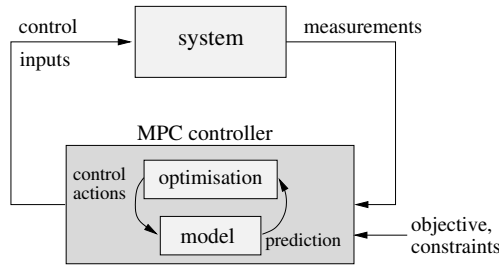 control
inputs
system
measurements
MPC controller
control
actions
optimisation
model
prediction
objective,
constraints